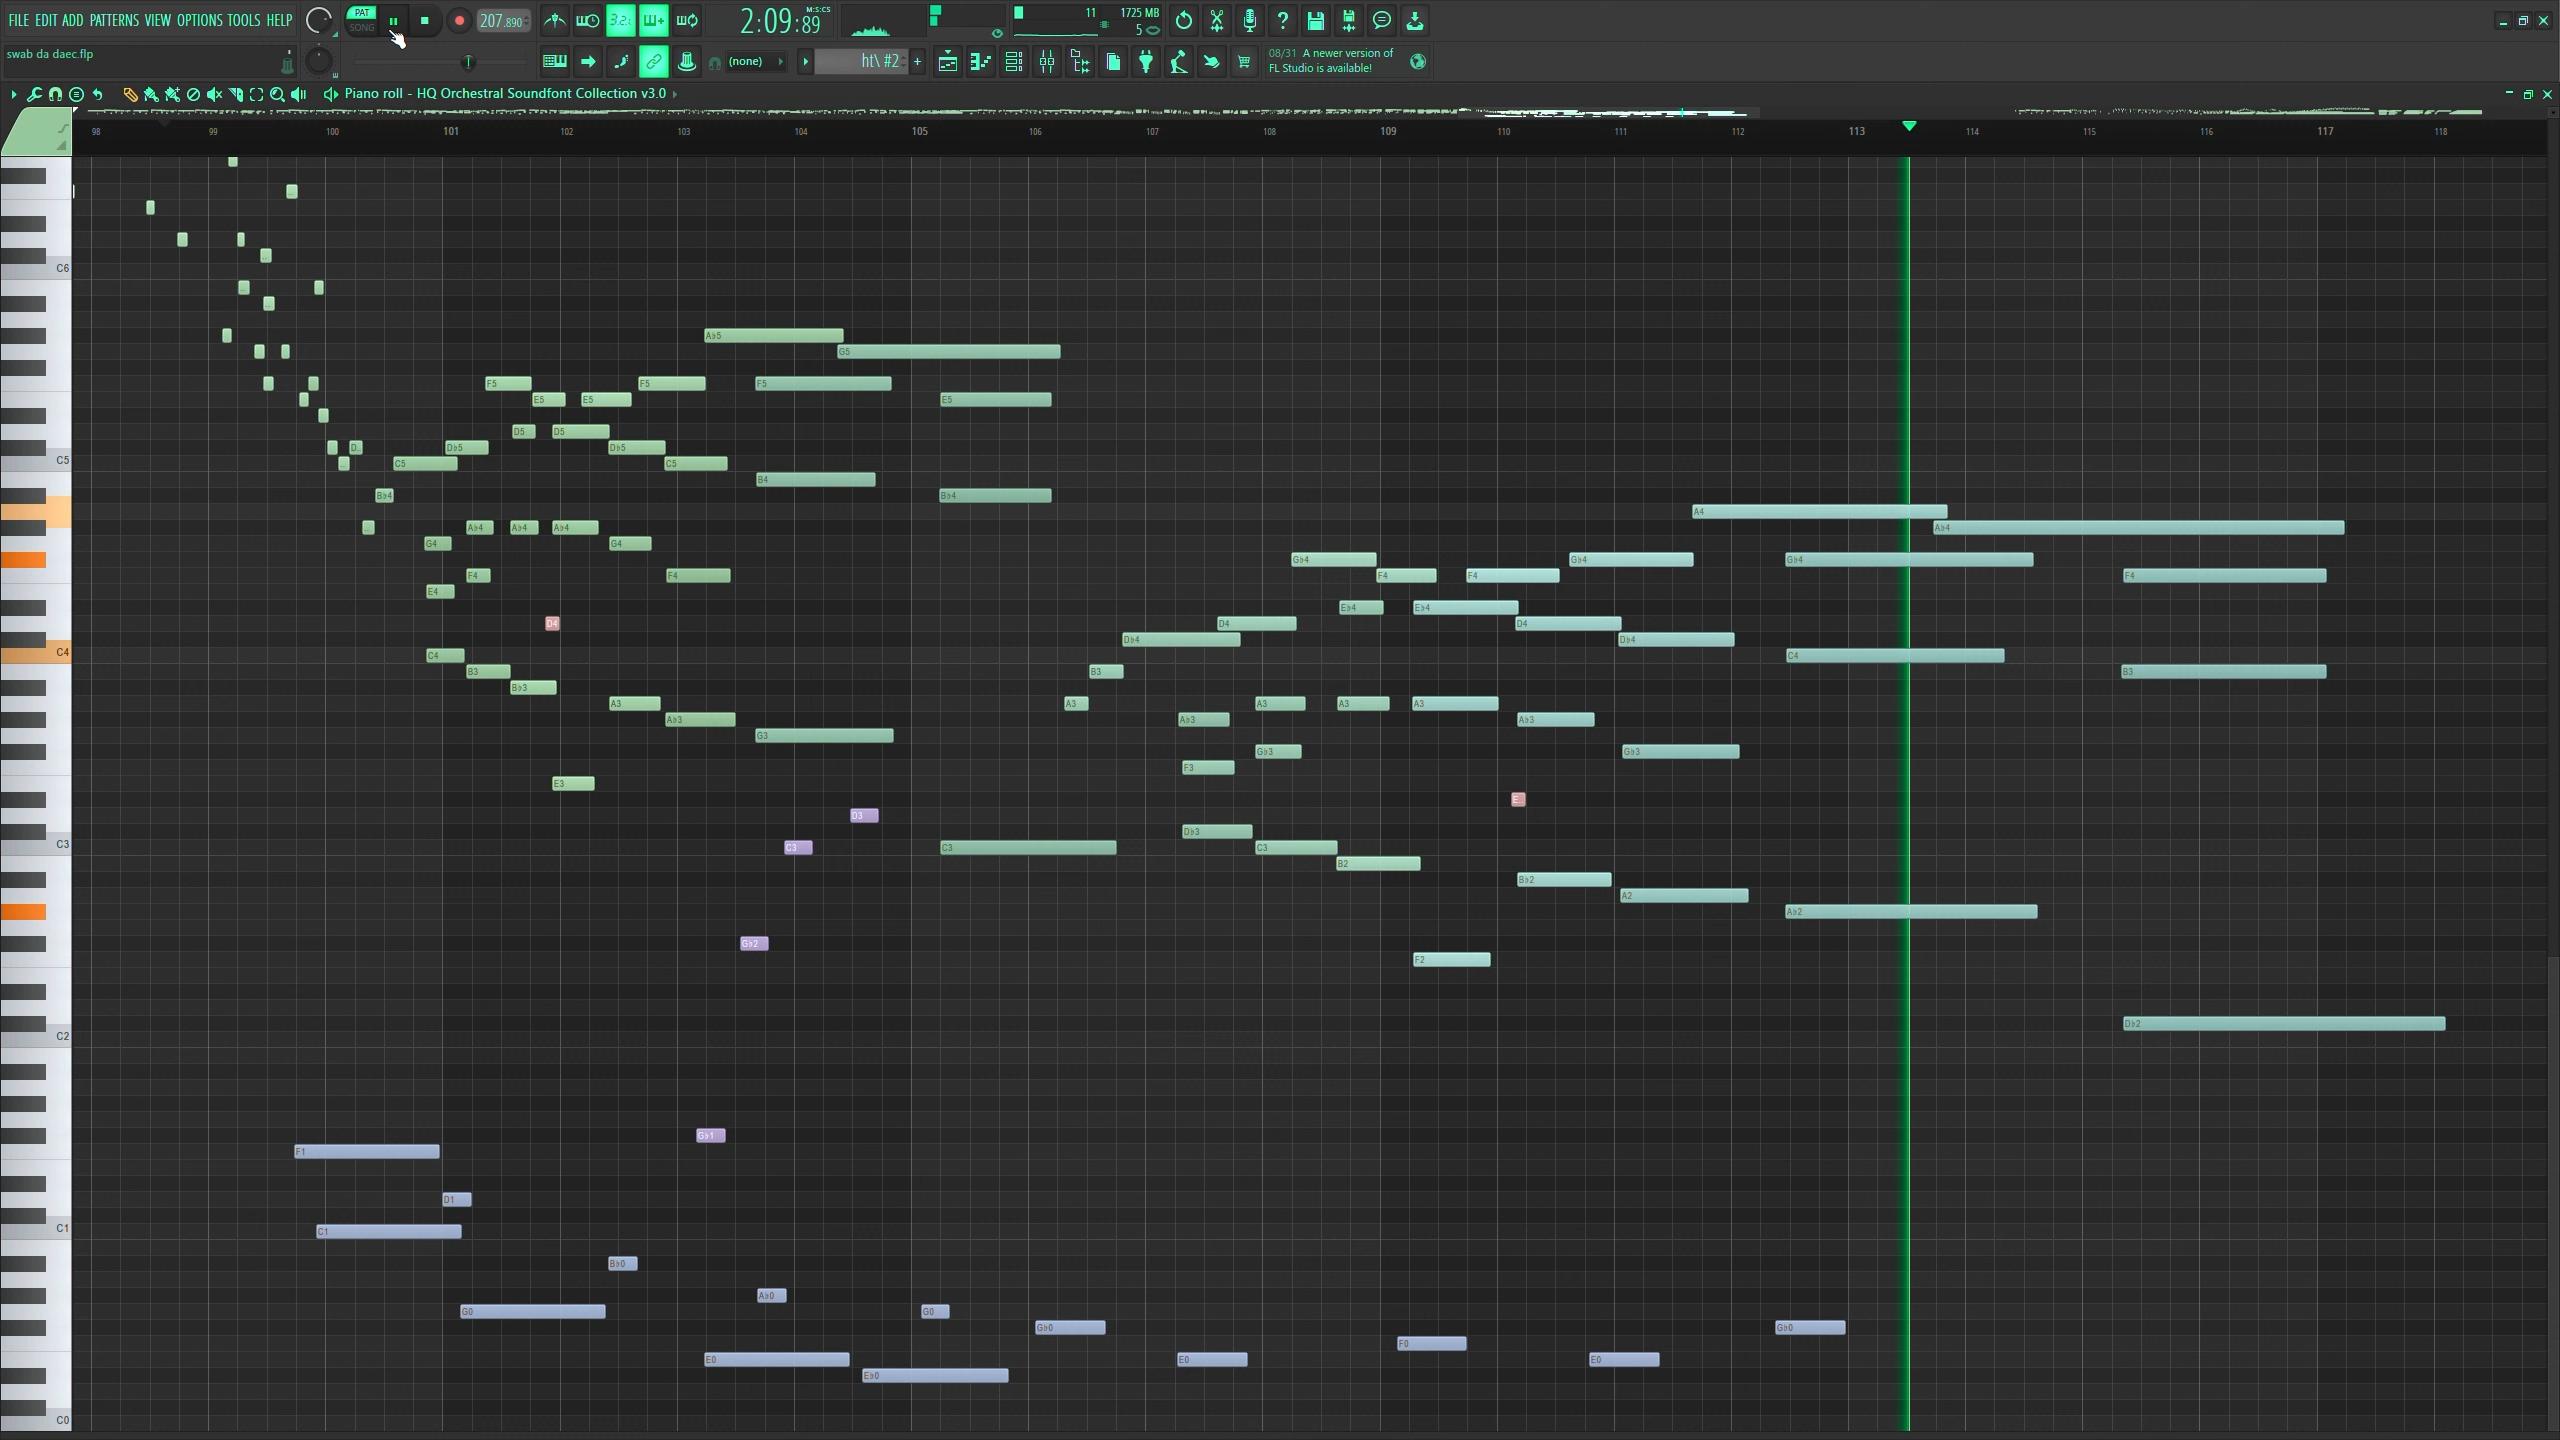 FILE EDIT ADD PATTERNS VIEW OPTIONS TOOLS HELP
PAT
SONG
207.890
3.2:
2:09:89
M:S:CS
11
1725 MB
5
swab da daec.flp
(none)
ht\ #2
08/31 A newer version of
FL Studio is available!
Piano roll - HQ Orchestral Soundfont Collection v3.0
98 99 100 101 102 103 104 105 106 107 108 109 110 111 112 113 114 115 116 117 118
C6
A♭5
G5
F5 F5 F5
E5 E5 E5
D5 D5
D.. D♭5 D♭5
C5 C5 C5
B4
B♭4 B♭4
A4
A♭4 A♭4 A♭4 A♭4
G4 G4
G♭4 G♭4 G♭4
F4 F4 F4 F4 F4
E4
E♭4 E♭4
D4 D4 D4
D♭4 D♭4
C4 C4 C4
B3 B3 B3
B♭3
A3 A3 A3 A3 A3
A♭3 A♭3 A♭3
G3
G♭3 G♭3
F3
E3
E..
D3
D♭3
C3 C3 C3 C3
B2
B♭2
A2
A♭2
G♭2
F2
C2 D♭2
G♭1
F1
D1
C1 C1
B♭0
A♭0
G0 G0
G♭0 G♭0
F0
E0 E0 E0
E♭0
C0